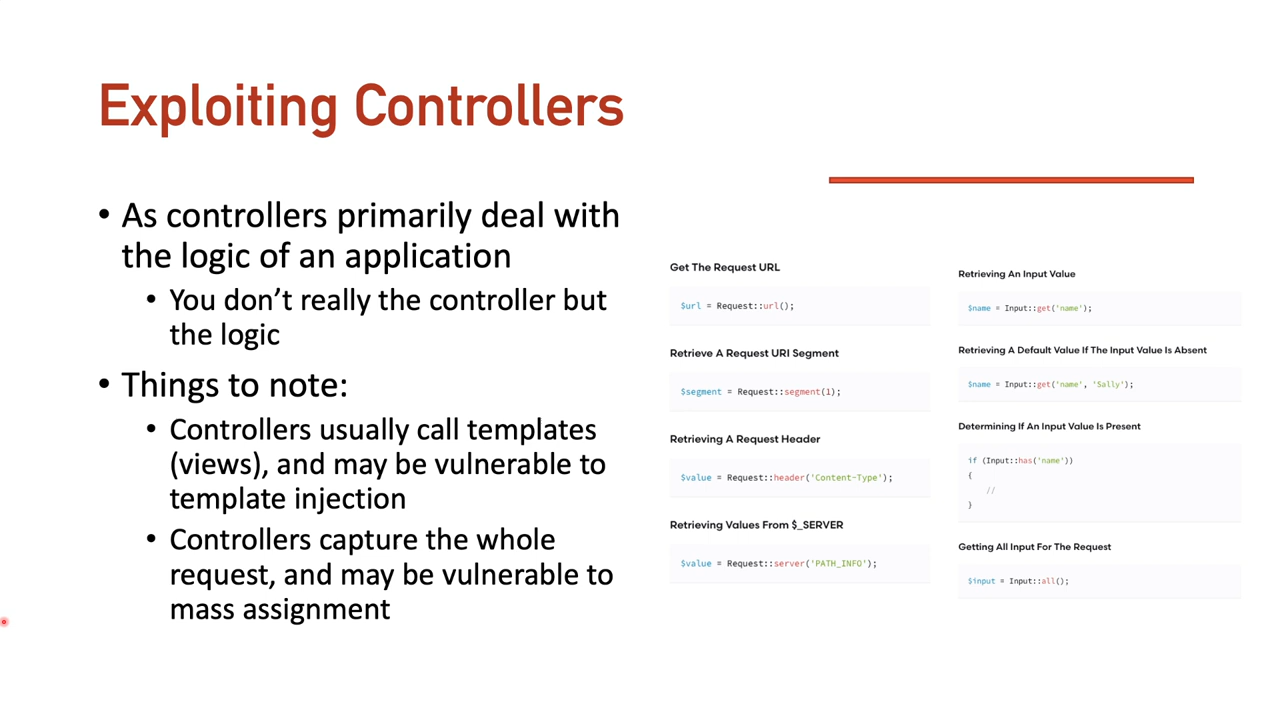 Exploiting Controllers
• As controllers primarily deal with
the logic of an application
• You don’t really the controller but
the logic
• Things to note:
• Controllers usually call templates
(views), and may be vulnerable to
template injection
• Controllers capture the whole
request, and may be vulnerable to
mass assignment
Get The Request URL
$url = Request::url();
Retrieve A Request URI Segment
$segment = Request::segment(1);
Retrieving A Request Header
$value = Request::header('Content-Type');
Retrieving Values From $_SERVER
$value = Request::server('PATH_INFO');
Retrieving An Input Value
$name = Input::get('name');
Retrieving A Default Value If The Input Value Is Absent
$name = Input::get('name', 'Sally');
Determining If An Input Value Is Present
if (Input::has('name'))
{
//
}
Getting All Input For The Request
$input = Input::all();